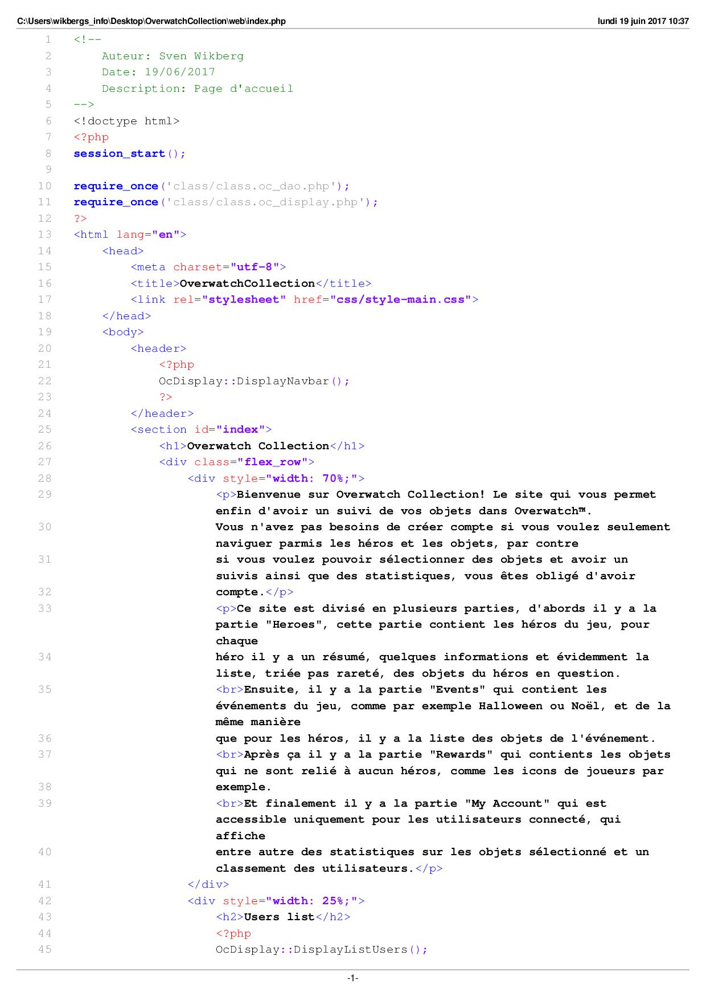 C:\Users\wikbergs_info\Desktop\OverwatchCollection\web\index.php lundi 19 juin 2017 10:37
1 <!--
2 Auteur: Sven Wikberg
3 Date: 19/06/2017
4 Description: Page d'accueil
5 -->
6 <!doctype html>
7 <?php
8 session_start();
9
10 require_once('class/class.oc_dao.php');
11 require_once('class/class.oc_display.php');
12 ?>
13 <html lang="en">
14 <head>
15 <meta charset="utf-8">
16 <title>OverwatchCollection</title>
17 <link rel="stylesheet" href="css/style-main.css">
18 </head>
19 <body>
20 <header>
21 <?php
22 OcDisplay::DisplayNavbar();
23 ?>
24 </header>
25 <section id="index">
26 <h1>Overwatch Collection</h1>
27 <div class="flex_row">
28 <div style="width: 70%;">
29 <p>Bienvenue sur Overwatch Collection! Le site qui vous permet
enfin d'avoir un suivi de vos objets dans Overwatch™.
30 Vous n'avez pas besoins de créer compte si vous voulez seulement
naviguer parmis les héros et les objets, par contre
31 si vous voulez pouvoir sélectionner des objets et avoir un
suivis ainsi que des statistiques, vous êtes obligé d'avoir
32 compte.</p>
33 <p>Ce site est divisé en plusieurs parties, d'abords il y a la
partie "Heroes", cette partie contient les héros du jeu, pour
chaque
34 héro il y a un résumé, quelques informations et évidemment la
liste, triée pas rareté, des objets du héros en question.
35 <br>Ensuite, il y a la partie "Events" qui contient les
événements du jeu, comme par exemple Halloween ou Noël, et de la
même manière
36 que pour les héros, il y a la liste des objets de l'événement.
37 <br>Après ça il y a la partie "Rewards" qui contients les objets
qui ne sont relié à aucun héros, comme les icons de joueurs par
38 exemple.
39 <br>Et finalement il y a la partie "My Account" qui est
accessible uniquement pour les utilisateurs connecté, qui
affiche
40 entre autre des statistiques sur les objets sélectionné et un
classement des utilisateurs.</p>
41 </div>
42 <div style="width: 25%;">
43 <h2>Users list</h2>
44 <?php
45 OcDisplay::DisplayListUsers();
-1-